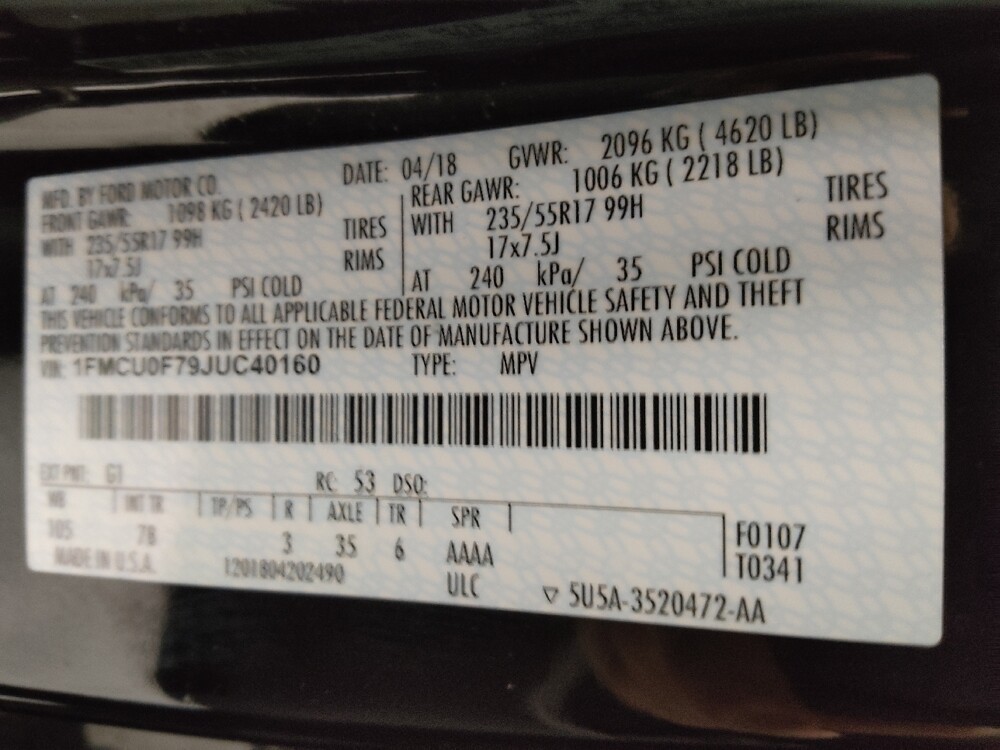 MFD. BY FORD MOTOR CO. DATE: 04/18 GVWR: 2096 KG ( 4620 LB)
FRONT GAWR: 1098 KG ( 2420 LB) REAR GAWR: 1006 KG ( 2218 LB)
WITH 235/55R17 99H TIRES WITH 235/55R17 99H TIRES
17x7.5J RIMS 17x7.5J RIMS
AT 240 kPa/ 35 PSI COLD AT 240 kPa/ 35 PSI COLD
THIS VEHICLE CONFORMS TO ALL APPLICABLE FEDERAL MOTOR VEHICLE SAFETY AND THEFT
PREVENTION STANDARDS IN EFFECT ON THE DATE OF MANUFACTURE SHOWN ABOVE.
VIN: 1FMCU0F79JUC40160 TYPE: MPV
EXT PNT: G1 RC: 53 DSO:
WB INT TR TP/PS R AXLE TR SPR F0107
105 7B 3 35 6 AAAA T0341
MADE IN U.S.A. 1201804202490 ULC ▽ 5U5A-3520472-AA